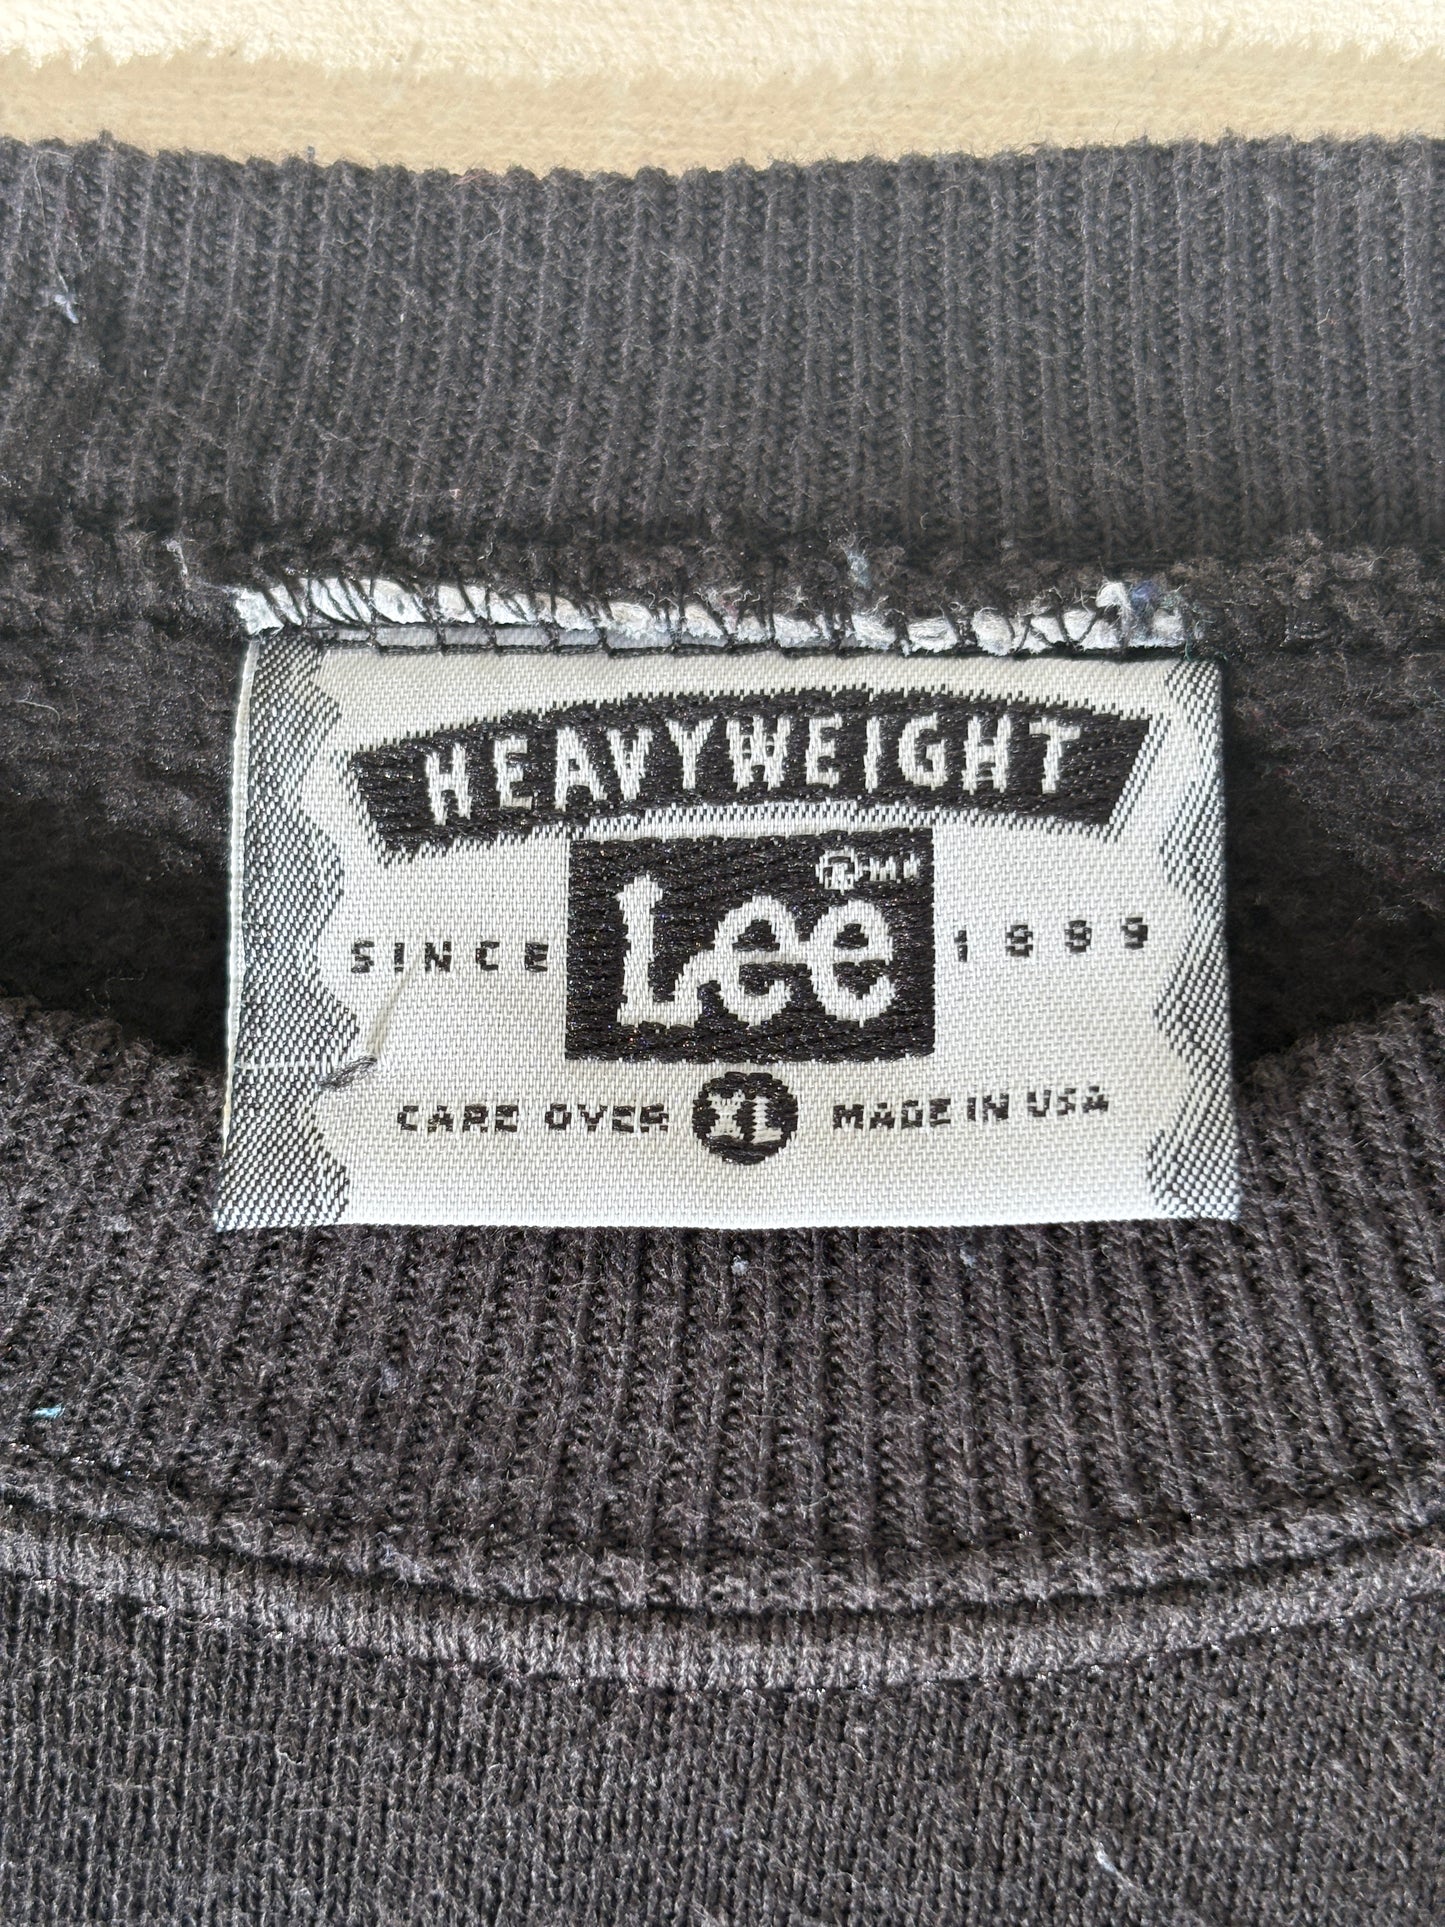 HEAVYWEIGHT
Lee ® M.R
SINCE 1889
CARE OVER XL MADE IN USA